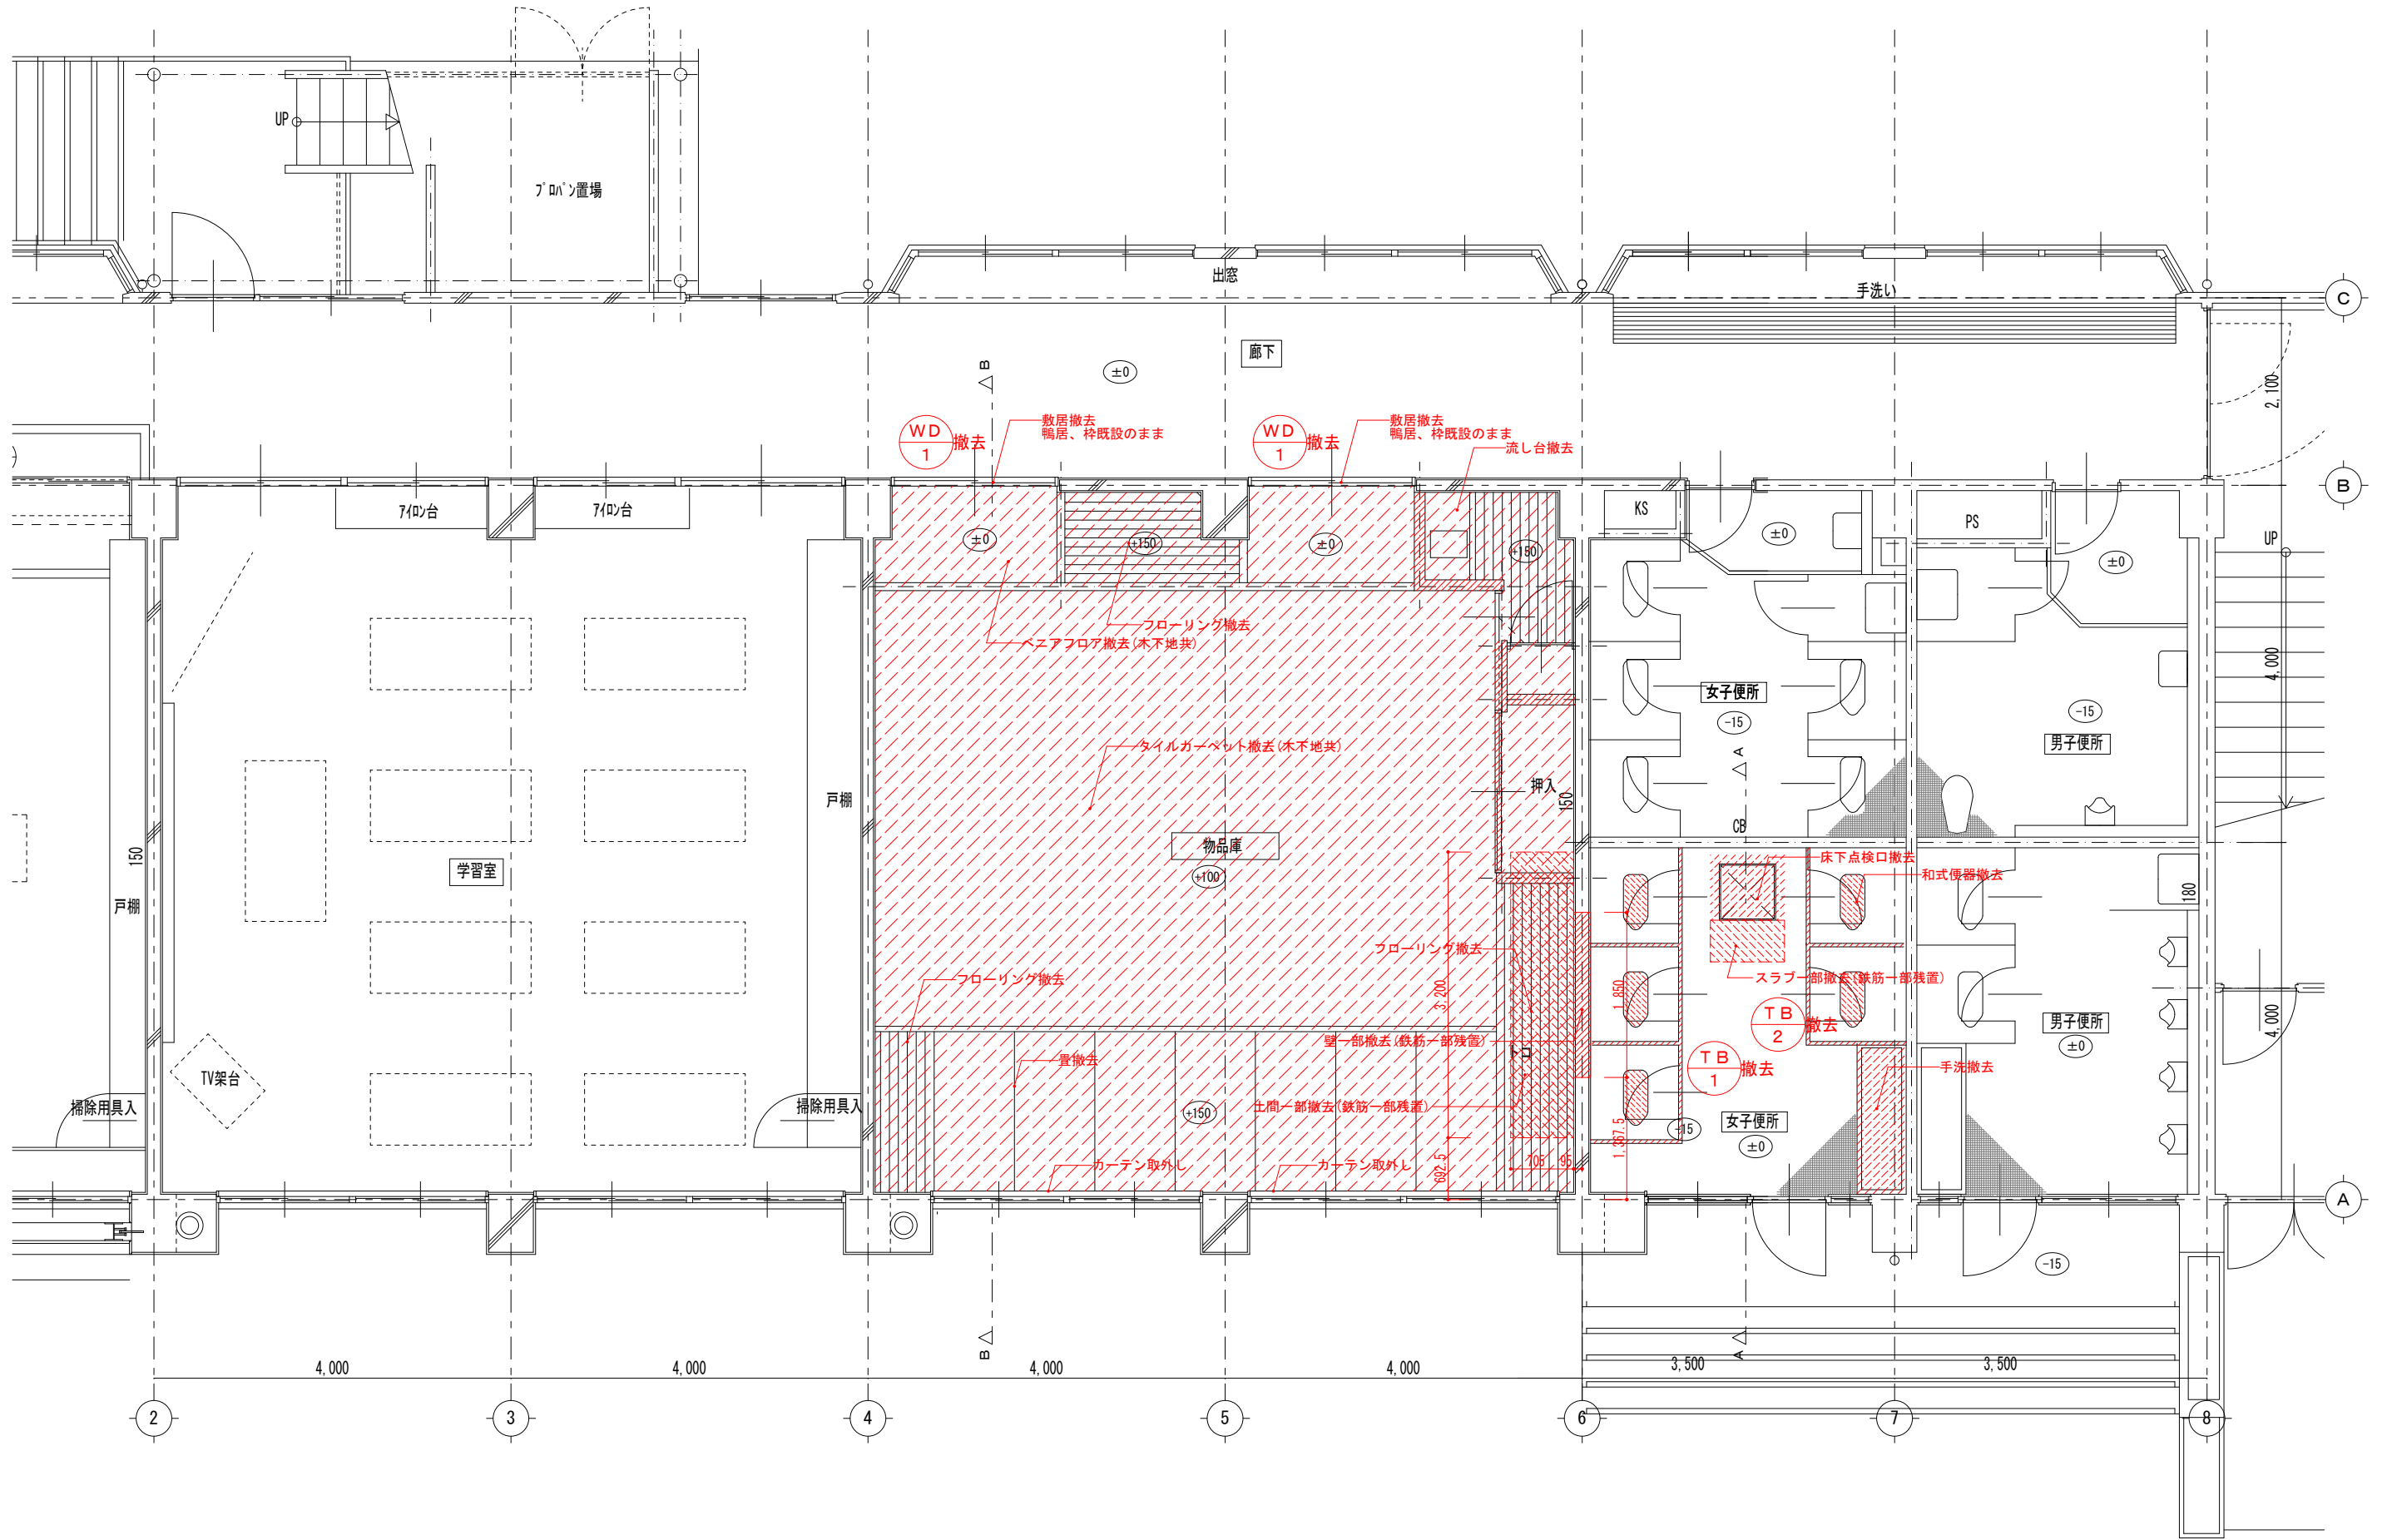 UP
プロパン置場
出窓
手洗い
C
廊下
±0
B
2,100
WD
1
撤去
敷居撤去
鴨居、枠既設のまま
WD
1
撤去
敷居撤去
鴨居、枠既設のまま
流し台撤去
B
アイロン台
アイロン台
KS
PS
±0
+150
±0
+150
±0
±0
UP
フローリング撤去
ベニアフロア撤去(木下地共)
4,000
女子便所
-15
-15
男子便所
タイルカーペット撤去(木下地共)
A
押入
150
戸棚
CB
物品庫
+100
150
学習室
床下点検口撤去
和式便器撤去
180
戸棚
フローリング撤去
フローリング撤去
スラブ一部撤去(鉄筋一部残置)
3,200
1,850
TB
2
撤去
男子便所
±0
4,000
壁一部撤去(鉄筋一部残置)
畳撤去
トロ
TB
1
撤去
手洗撤去
TV架台
掃除用具入
掃除用具入
+150
土間一部撤去(鉄筋一部残置)
女子便所
-15
±0
1,367.5
カーテン取外し
カーテン取外し
692.5
705
95
A
-15
B
A
4,000
4,000
4,000
4,000
3,500
3,500
2
3
4
5
6
7
8